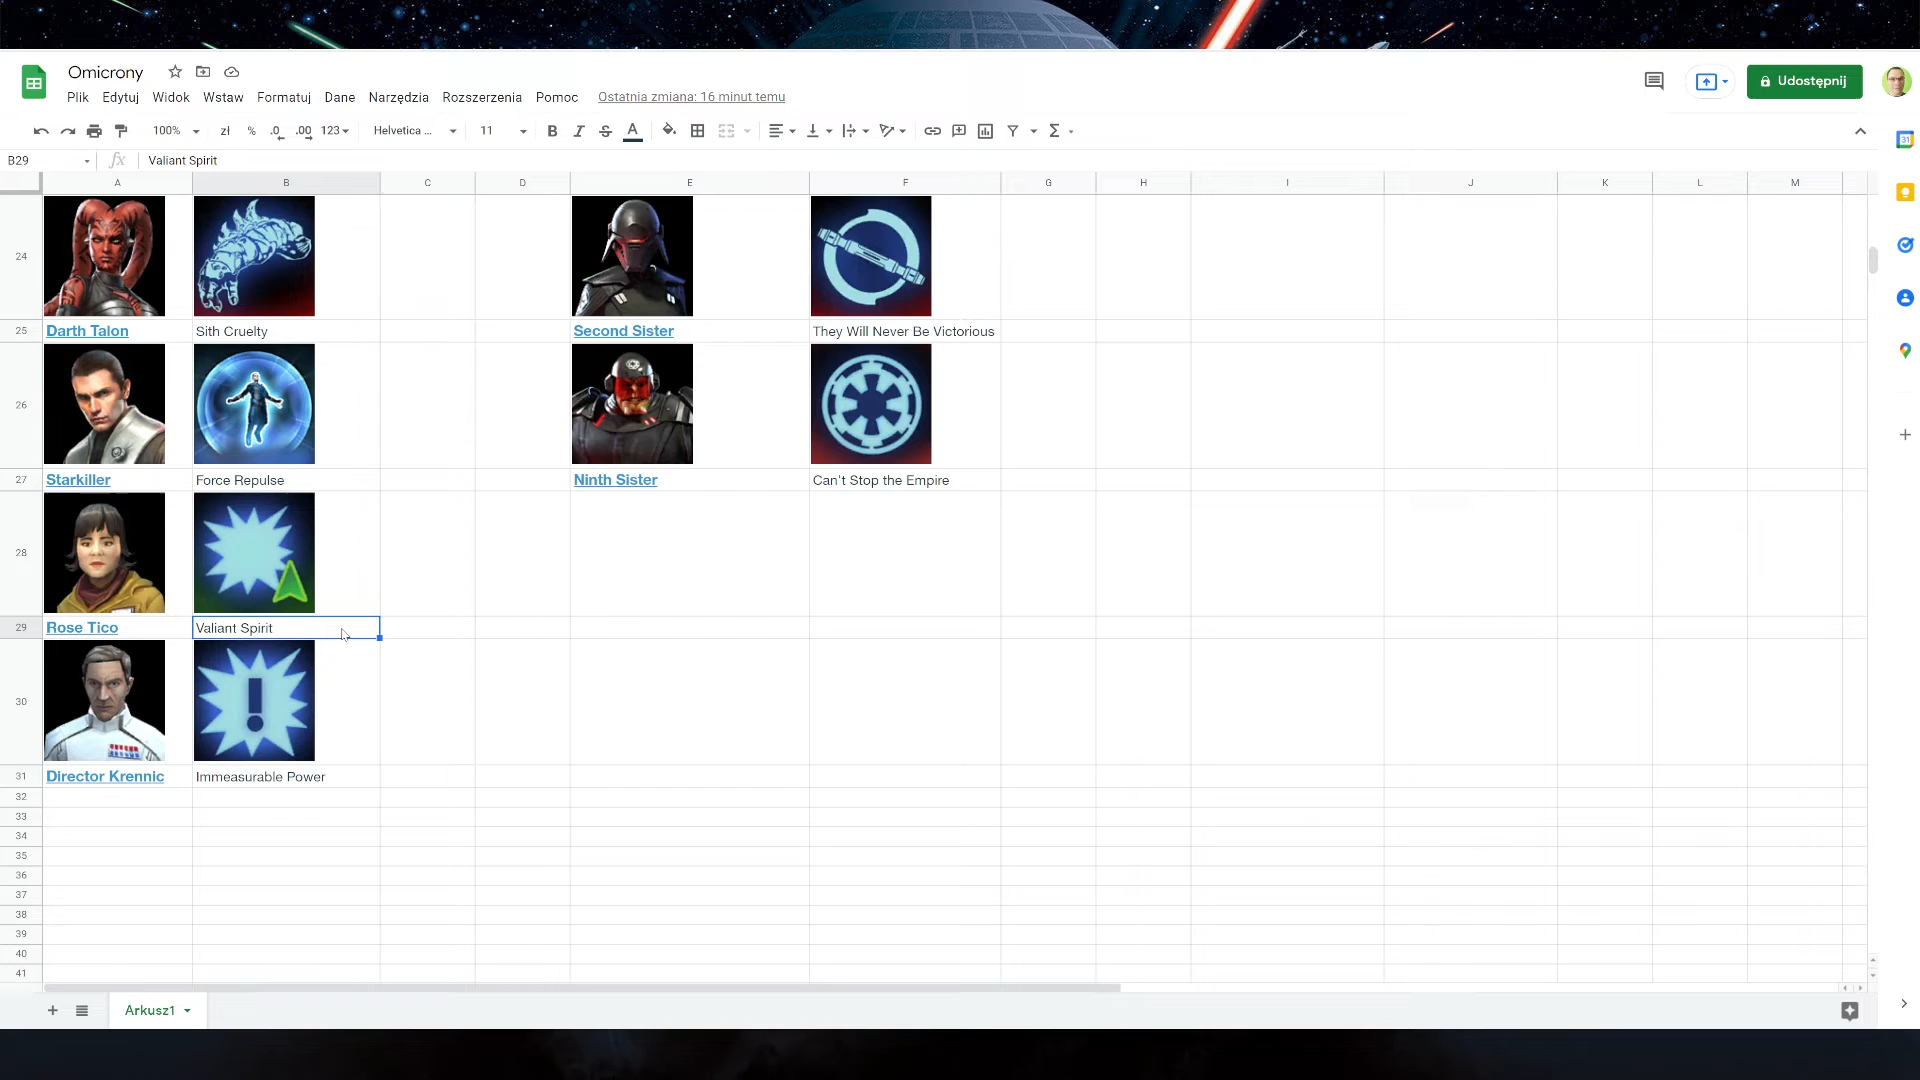 Omicrony
Plik Edytuj Widok Wstaw Formatuj Dane Narzędzia Rozszerzenia Pomoc Ostatnia zmiana: 16 minut temu
Udostępnij
100% zł % .0 .00 123 Helvetica ... 11 B I S A Σ
B29 fx Valiant Spirit
A B C D E F G H I J K L M
24
25 Darth Talon Sith Cruelty Second Sister They Will Never Be Victorious
26
27 Starkiller Force Repulse Ninth Sister Can't Stop the Empire
28
29 Rose Tico Valiant Spirit
30
31 Director Krennic Immeasurable Power
32
33
34
35
36
37
38
39
40
41
Arkusz1
31